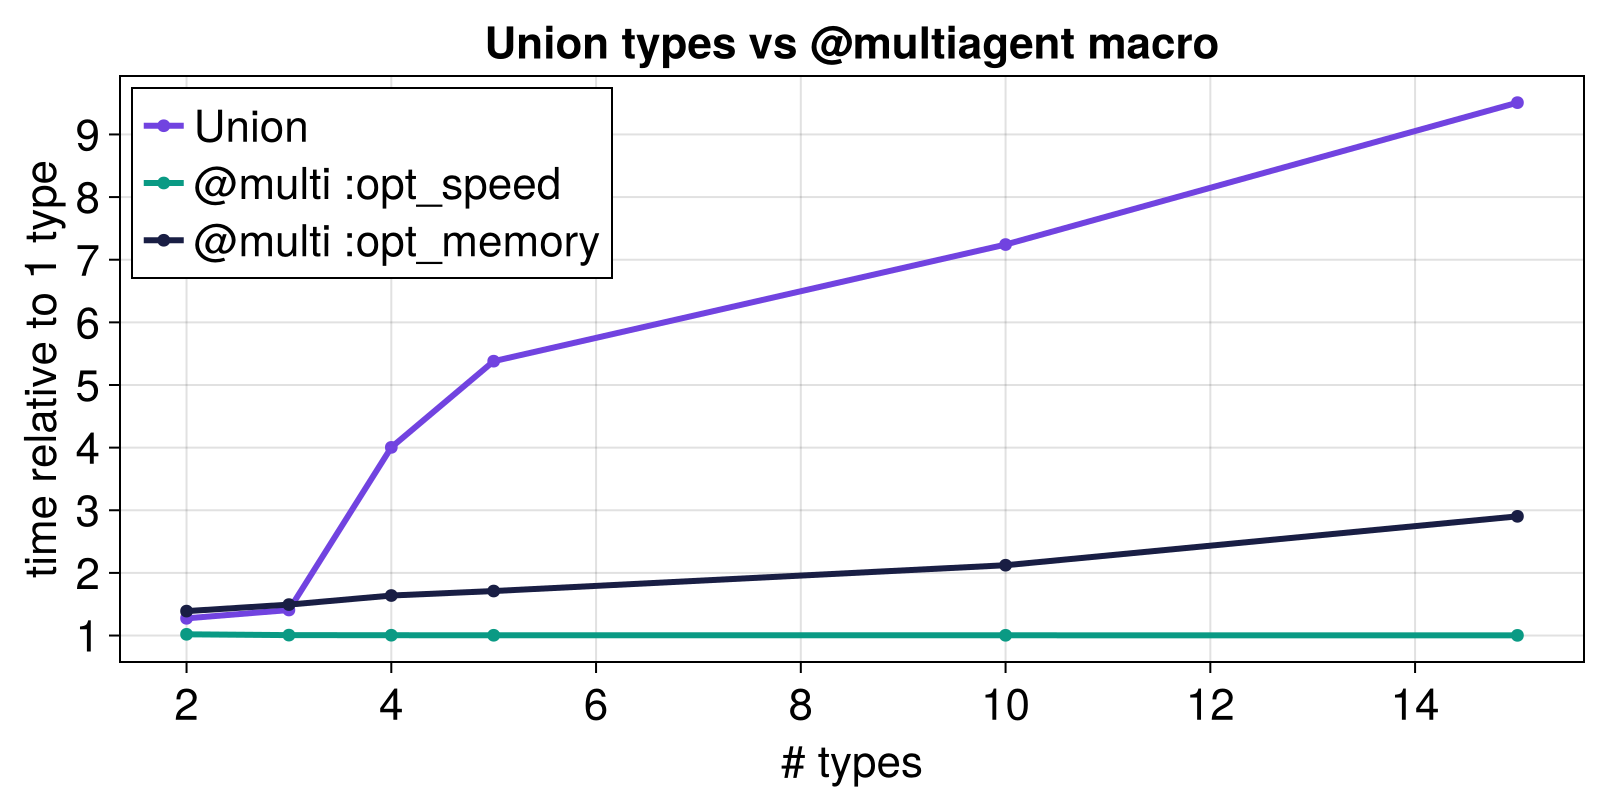 Union types vs @multiagent macro
Union
@multi :opt_speed
@multi :opt_memory
time relative to 1 type
9
8
7
6
5
4
3
2
1
2 4 6 8 10 12 14
# types